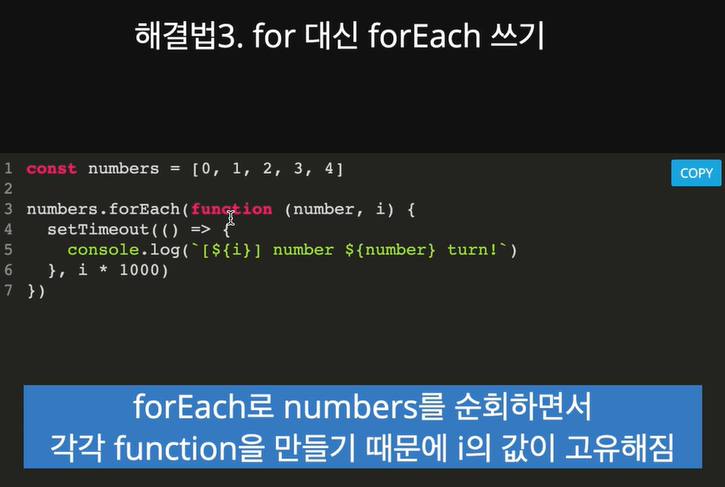 해결법3. for 대신 forEach 쓰기
COPY
1 const numbers = [0, 1, 2, 3, 4]
2
3 numbers.forEach(function (number, i) {
4   setTimeout(() => {
5     console.log(`[${i}] number ${number} turn!`)
6   }, i * 1000)
7 })
forEach로 numbers를 순회하면서
각각 function을 만들기 때문에 i의 값이 고유해짐